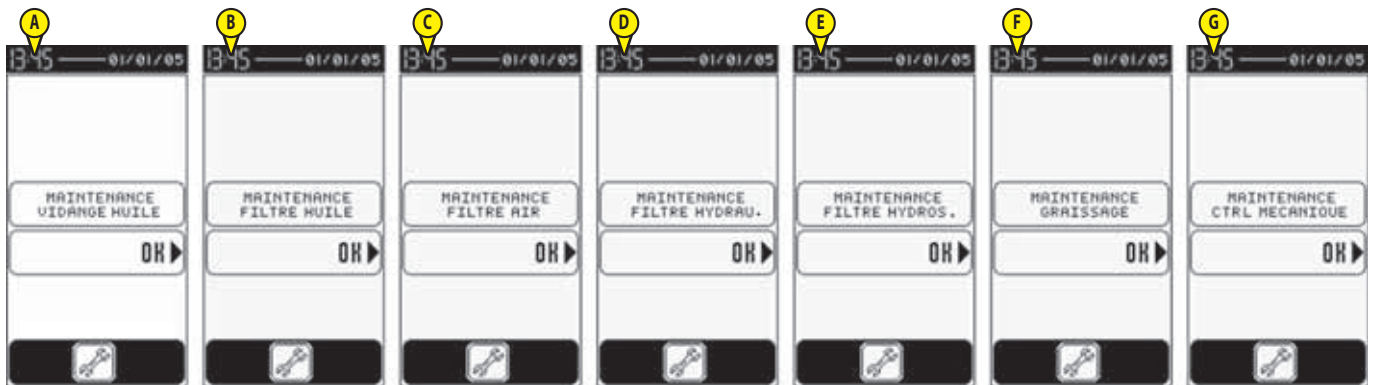 A B C D E F G
13:45 01/01/05 13:45 01/01/05 13:45 01/01/05 13:45 01/01/05 13:45 01/01/05 13:45 01/01/05 13:45 01/01/05
MAINTENANCE
VIDANGE HUILE
OK
MAINTENANCE
FILTRE HUILE
OK
MAINTENANCE
FILTRE AIR
OK
MAINTENANCE
FILTRE HYDRAU.
OK
MAINTENANCE
FILTRE HYDROS.
OK
MAINTENANCE
GRAISSAGE
OK
MAINTENANCE
CTRL MECANIQUE
OK